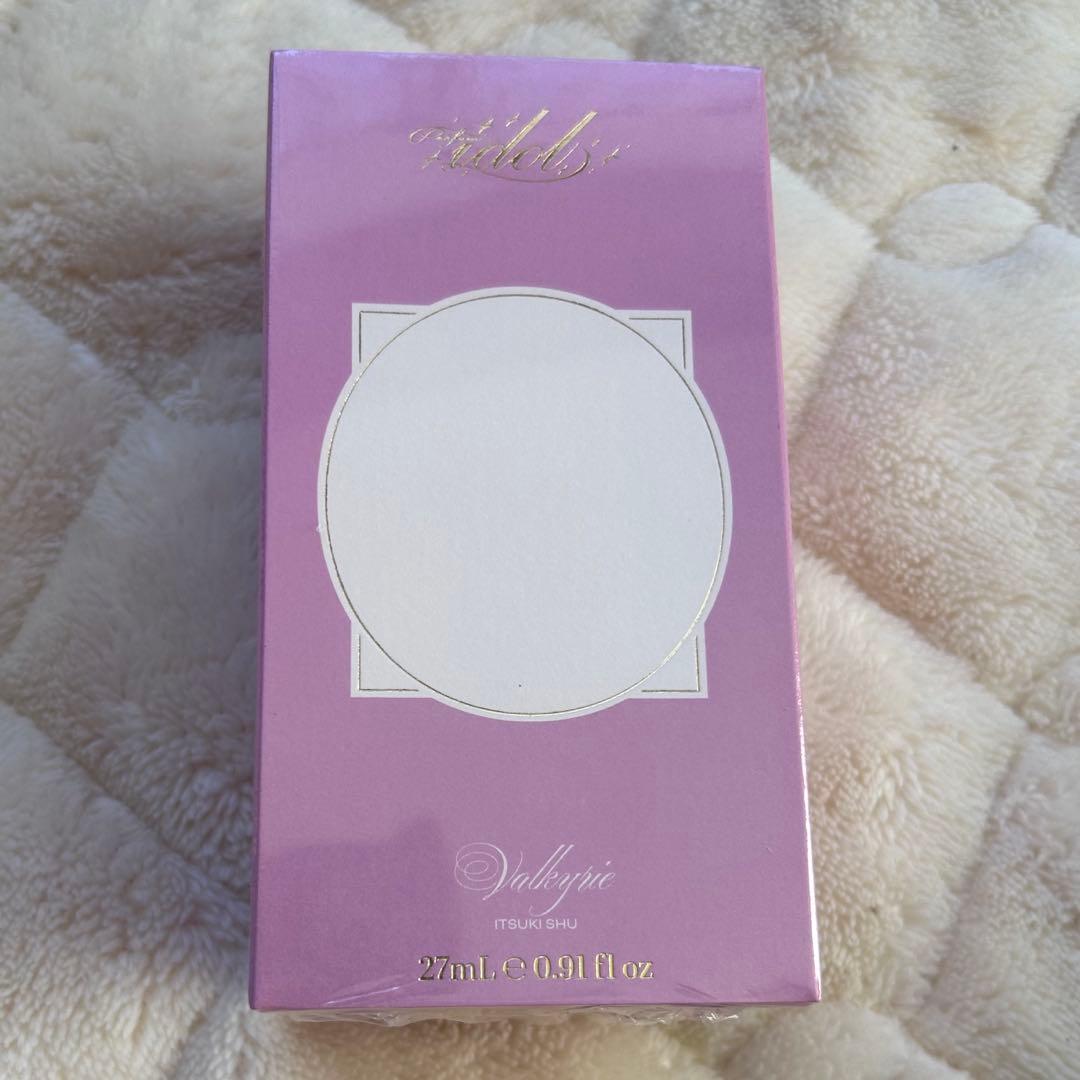 idol
Valkyrie
ITSUKI SHU
27mL ℮ 0.91 fl oz